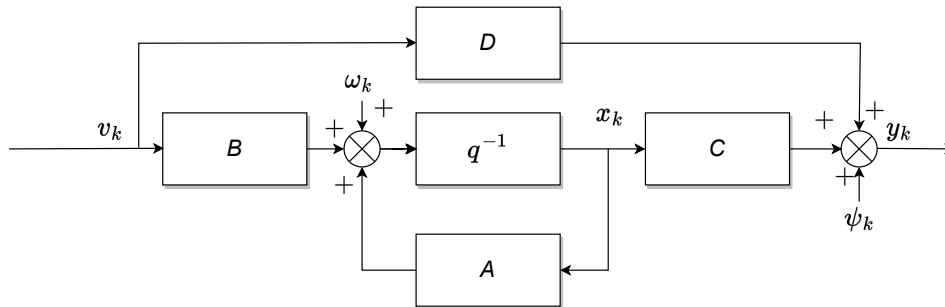 D
ω_k + +
v_k B + q⁻¹ x_k C + y_k
+ +
ψ_k
A